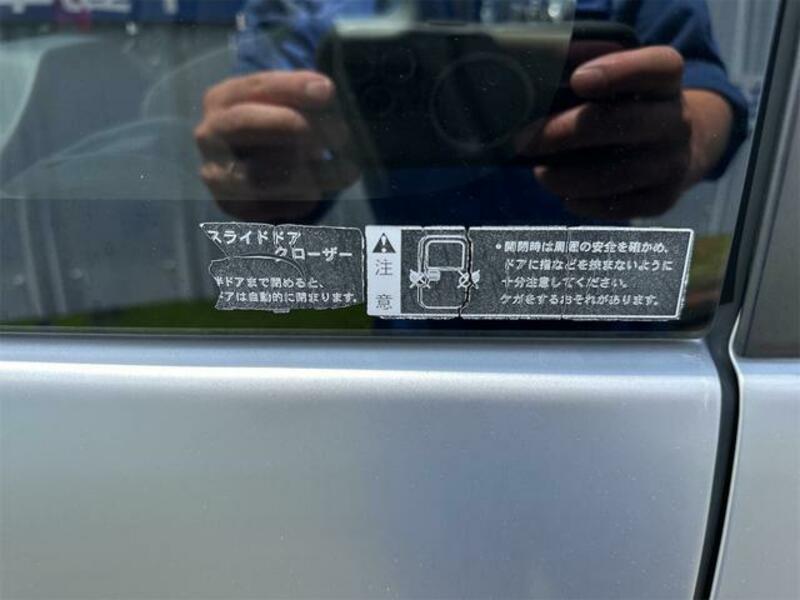 スライドドア
クローザー
半ドアまで閉めると、
ドアは自動的に閉まります。
注意
・開閉時は周囲の安全を確かめ、
ドアに指などを挟まないように
十分注意してください。
ケガをするおそれがあります。